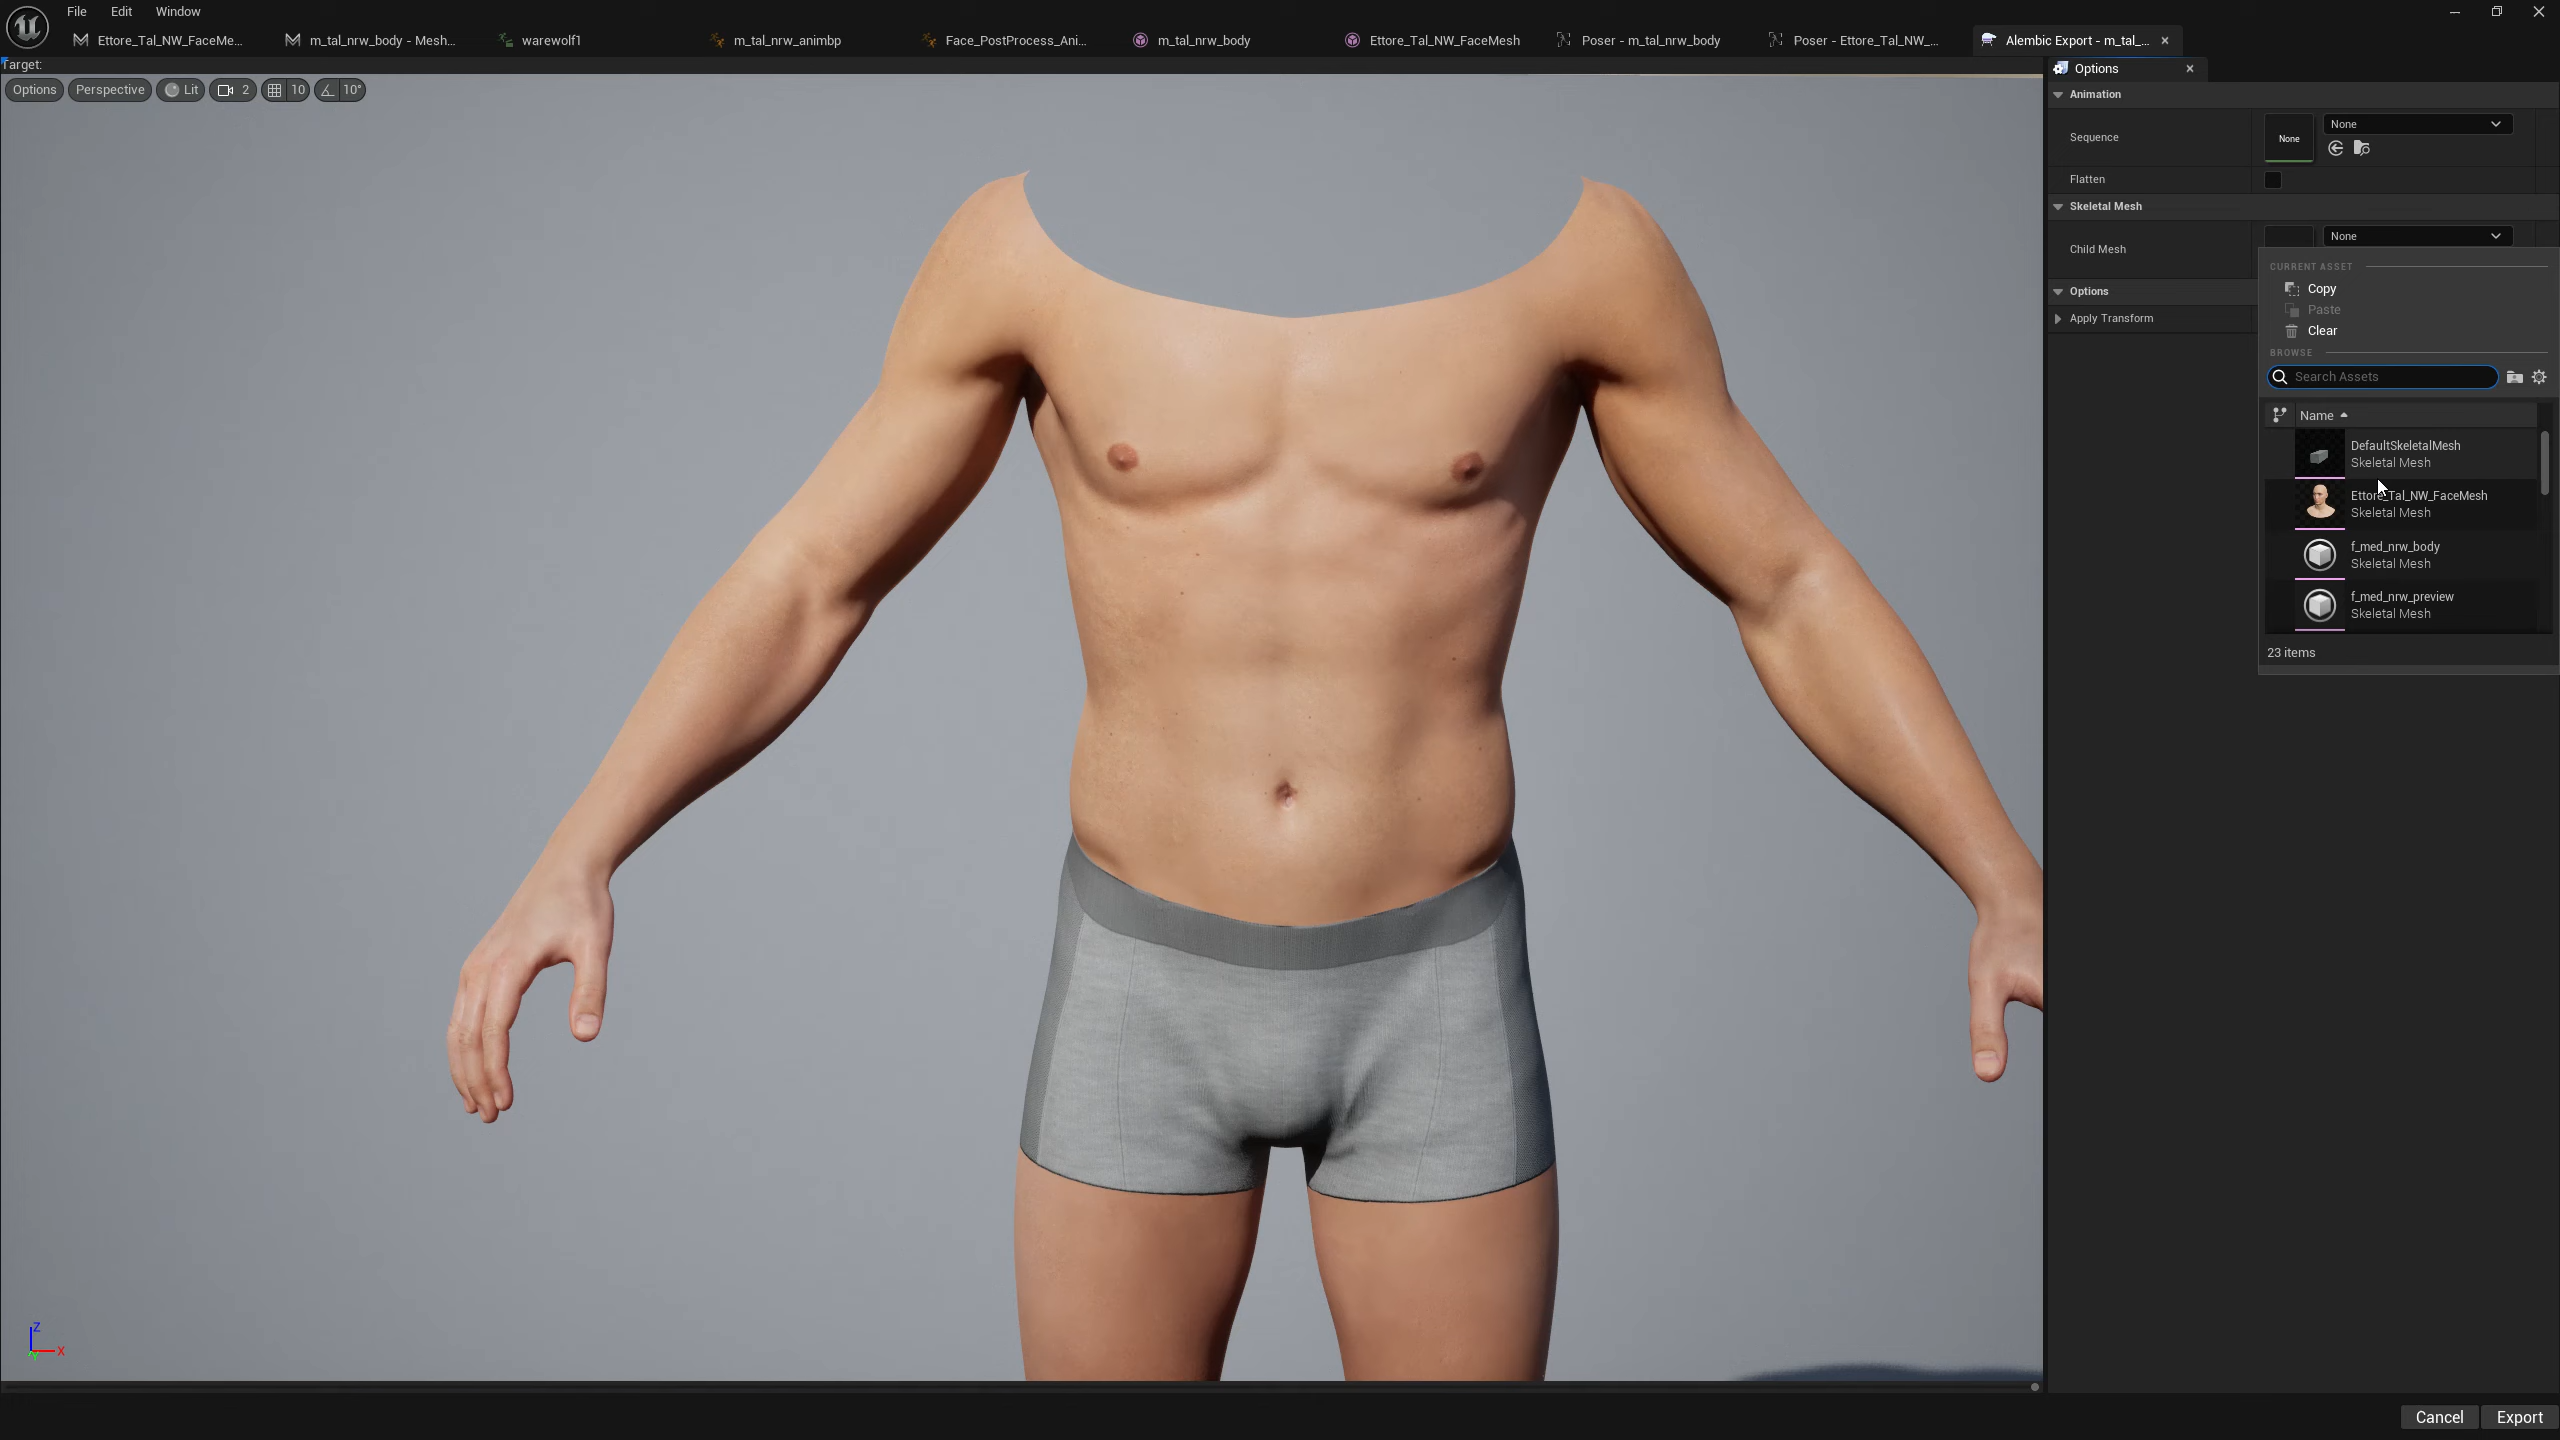 File Edit Window
Ettore_Tal_NW_FaceMe... m_tal_nrw_body - Mesh... warewolf1 m_tal_nrw_animbp Face_PostProcess_Ani... m_tal_nrw_body Ettore_Tal_NW_FaceMesh Poser - m_tal_nrw_body Poser - Ettore_Tal_NW_... Alembic Export - m_tal_...
Target:
Options Perspective Lit 2 10 10°
Options
Animation
Sequence
None
None
Flatten
Skeletal Mesh
Child Mesh
None
Options
Apply Transform
CURRENT ASSET
Copy
Paste
Clear
BROWSE
Search Assets
Name
DefaultSkeletalMesh
Skeletal Mesh
Ettore_Tal_NW_FaceMesh
Skeletal Mesh
f_med_nrw_body
Skeletal Mesh
f_med_nrw_preview
Skeletal Mesh
23 items
Z
X
Y
Cancel Export